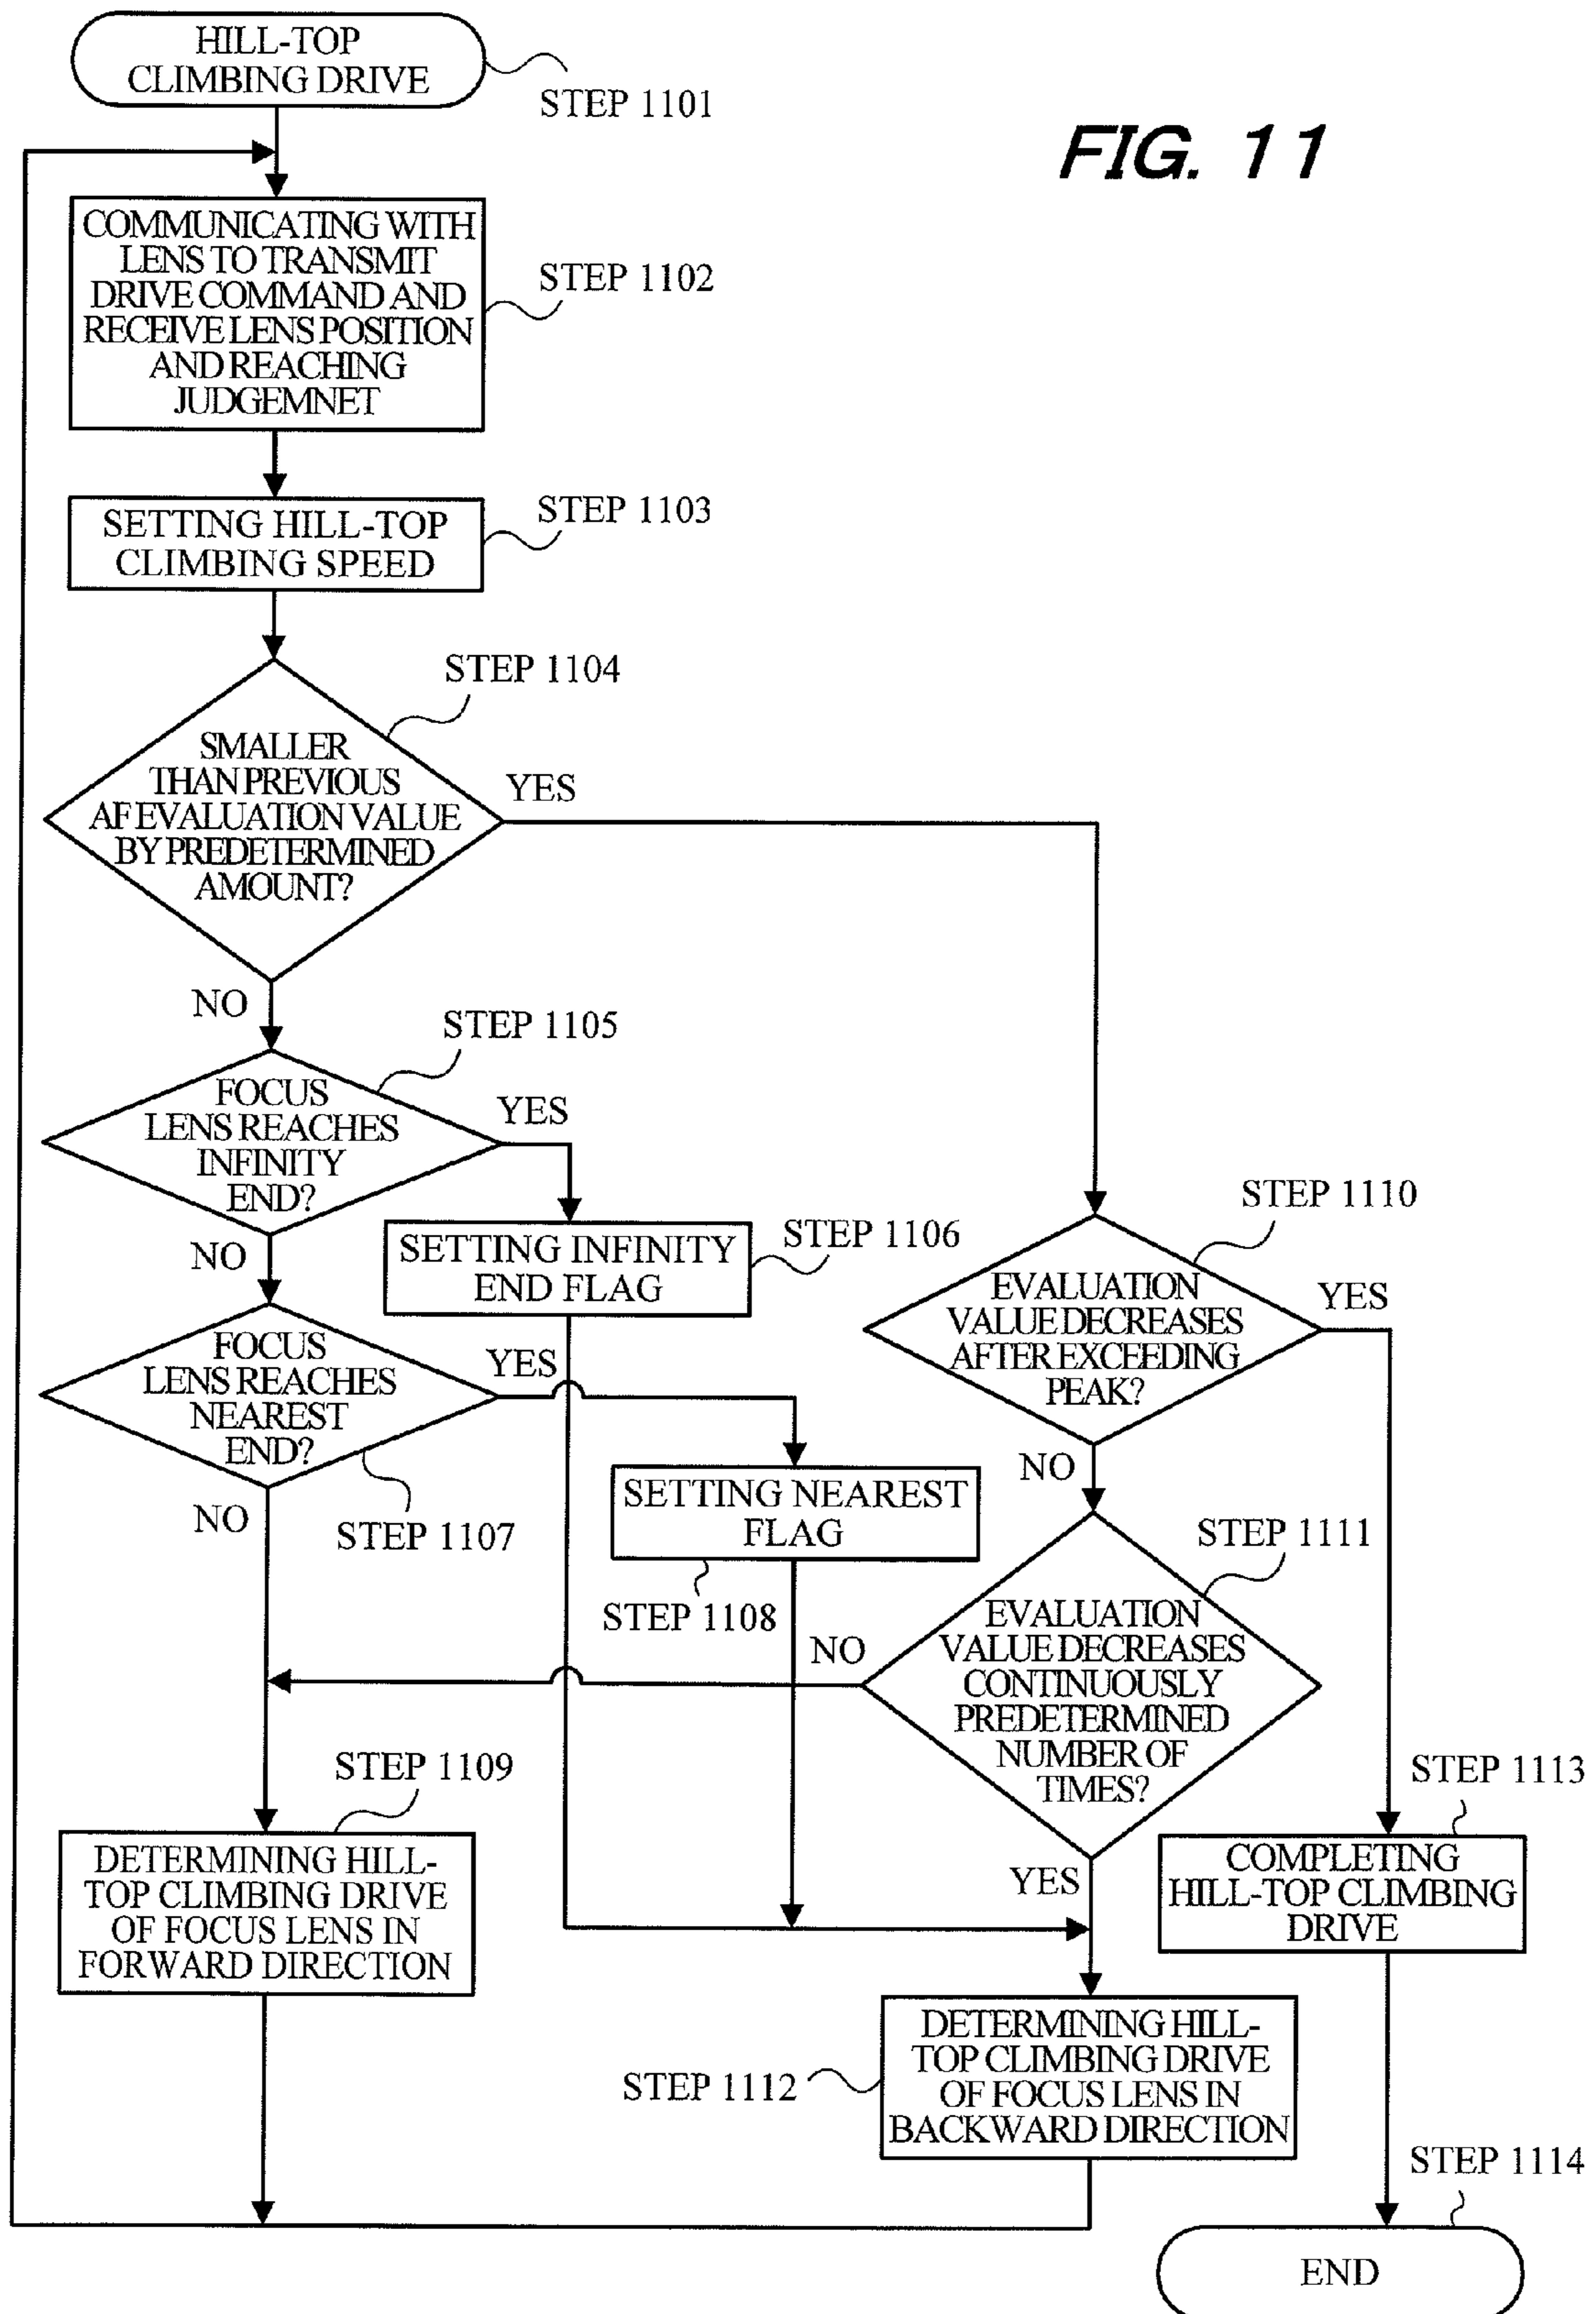 HILL-TOP
CLIMBING DRIVE
STEP 1101
FIG. 11
COMMUNICATING WITH
LENS TO TRANSMIT
DRIVE COMMAND AND
RECEIVE LENS POSITION
AND REACHING
JUDGEMNET
STEP 1102
SETTING HILL-TOP
CLIMBING SPEED
STEP 1103
STEP 1104
SMALLER
THAN PREVIOUS
AF EVALUATION VALUE
BY PREDETERMINED
AMOUNT?
YES
NO
STEP 1105
FOCUS
LENS REACHES
INFINITY
END?
YES
NO
SETTING INFINITY
END FLAG
STEP 1106
STEP 1110
EVALUATION
VALUE DECREASES
AFTER EXCEEDING
PEAK?
YES
NO
FOCUS
LENS REACHES
NEAREST
END?
YES
NO
STEP 1107
SETTING NEAREST
FLAG
STEP 1108
STEP 1111
EVALUATION
VALUE DECREASES
CONTINUOUSLY
PREDETERMINED
NUMBER OF
TIMES?
NO
YES
STEP 1109
DETERMINING HILL-
TOP CLIMBING DRIVE
OF FOCUS LENS IN
FORWARD DIRECTION
STEP 1113
COMPLETING
HILL-TOP CLIMBING
DRIVE
STEP 1112
DETERMINING HILL-
TOP CLIMBING DRIVE
OF FOCUS LENS IN
BACKWARD DIRECTION
STEP 1114
END